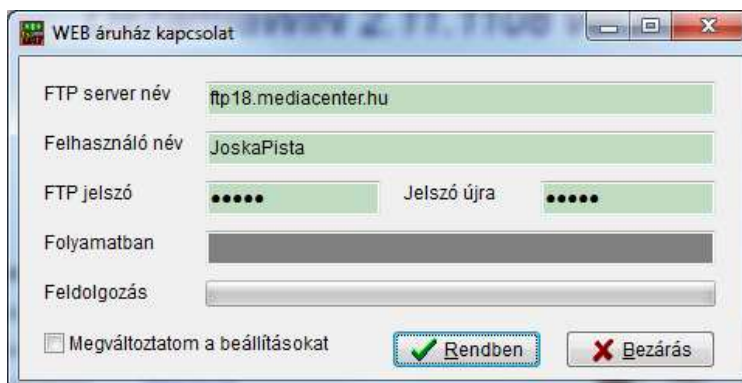 WEB áruház kapcsolat
FTP server név ftp18.mediacenter.hu
Felhasználó név JoskaPista
FTP jelszó ●●●●● Jelszó újra ●●●●●
Folyamatban
Feldolgozás
Megváltoztatom a beállításokat Rendben Bezárás